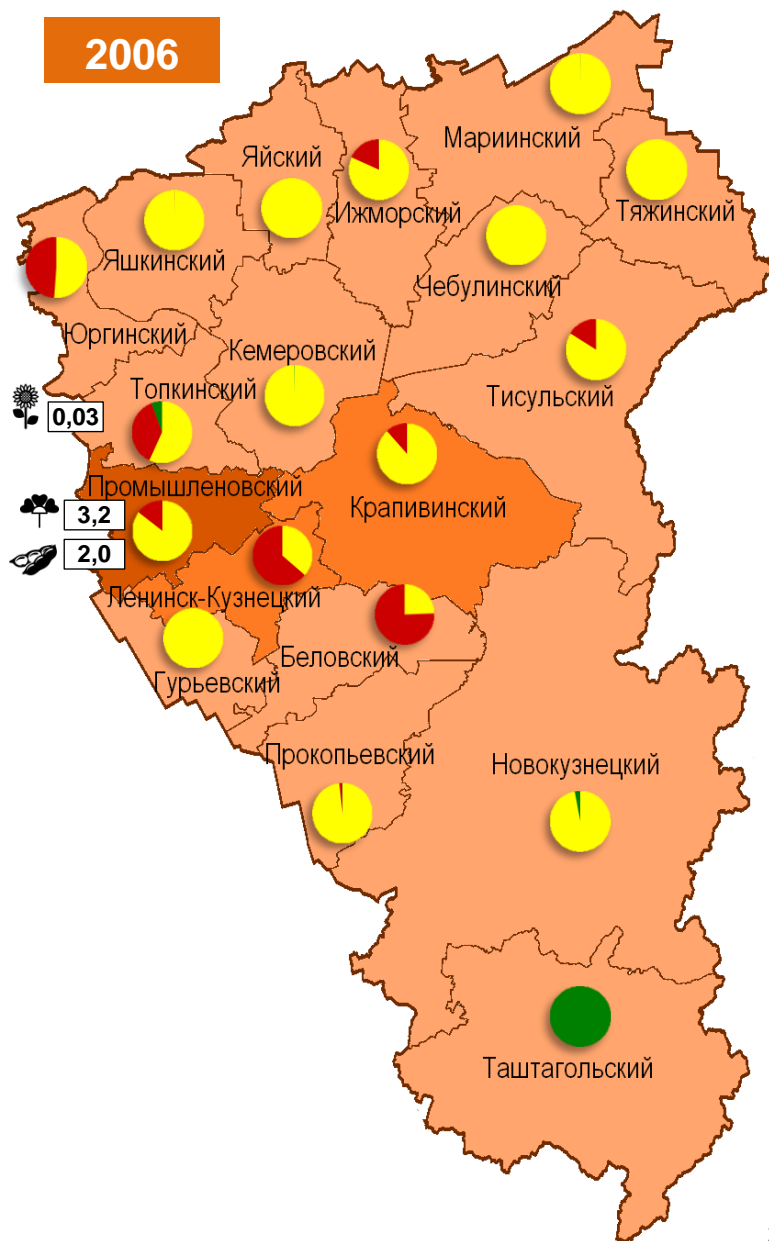 2006
Мариинский
Яйский
Ижморский
Тяжинский
Яшкинский
Чебулинский
Юргинский
Кемеровский
Топкинский
Тисульский
0,03
Промышленовский
Крапивинский
3,2
2,0
Ленинск-Кузнецкий
Беловский
Гурьевский
Прокопьевский
Новокузнецкий
Таштагольский